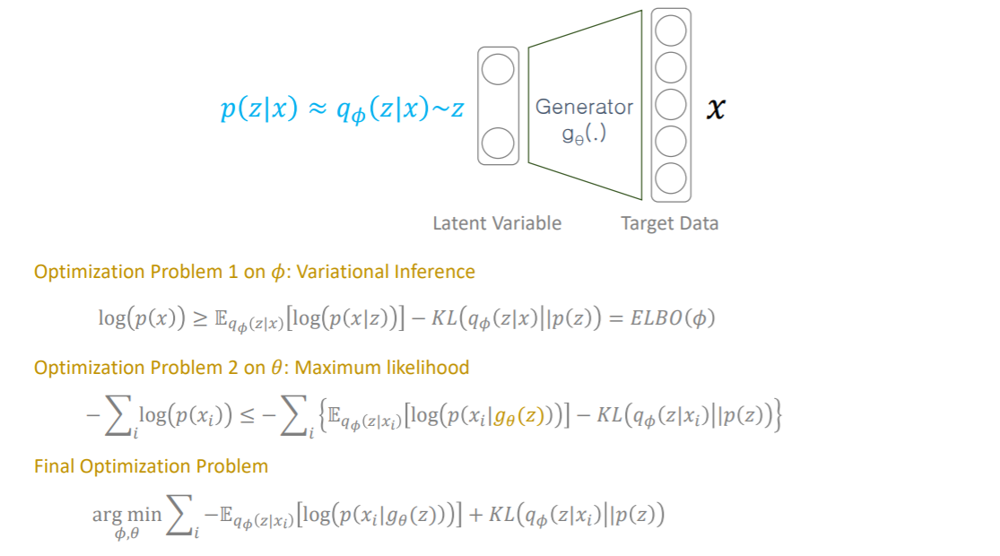 p(z|x) ≈ q_ϕ(z|x)~z
Generator
g_θ(.)
x
Latent Variable
Target Data
Optimization Problem 1 on ϕ: Variational Inference
log(p(x)) ≥ 𝔼_{q_ϕ(z|x)}[log(p(x|z))] − KL(q_ϕ(z|x)||p(z)) = ELBO(ϕ)
Optimization Problem 2 on θ: Maximum likelihood
−∑_i log(p(x_i)) ≤ −∑_i {𝔼_{q_ϕ(z|x_i)}[log(p(x_i|g_θ(z)))] − KL(q_ϕ(z|x_i)||p(z))}
Final Optimization Problem
arg min_{ϕ,θ} ∑_i −𝔼_{q_ϕ(z|x_i)}[log(p(x_i|g_θ(z)))] + KL(q_ϕ(z|x_i)||p(z))